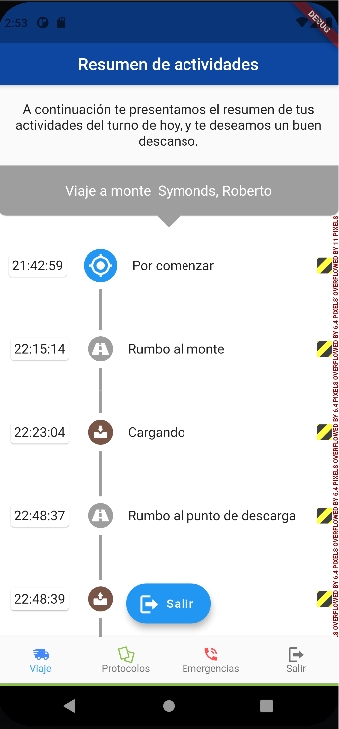 2:53
DEBUG
Resumen de actividades
A continuación te presentamos el resumen de tus
actividades del turno de hoy, y te deseamos un buen
descanso.
Viaje a monte  Symonds, Roberto
21:42:59 Por comenzar
22:15:14 Rumbo al monte
22:23:04 Cargando
22:48:37 Rumbo al punto de descarga
22:48:39
Salir
OVERFLOWED BY 11 PIXELS
OVERFLOWED BY 6.4 PIXELS
OVERFLOWED BY 6.4 PIXELS
OVERFLOWED BY 6.4 PIXELS
OVERFLOWED BY 6.4 PIXELS
Viaje Protocolos Emergencias Salir